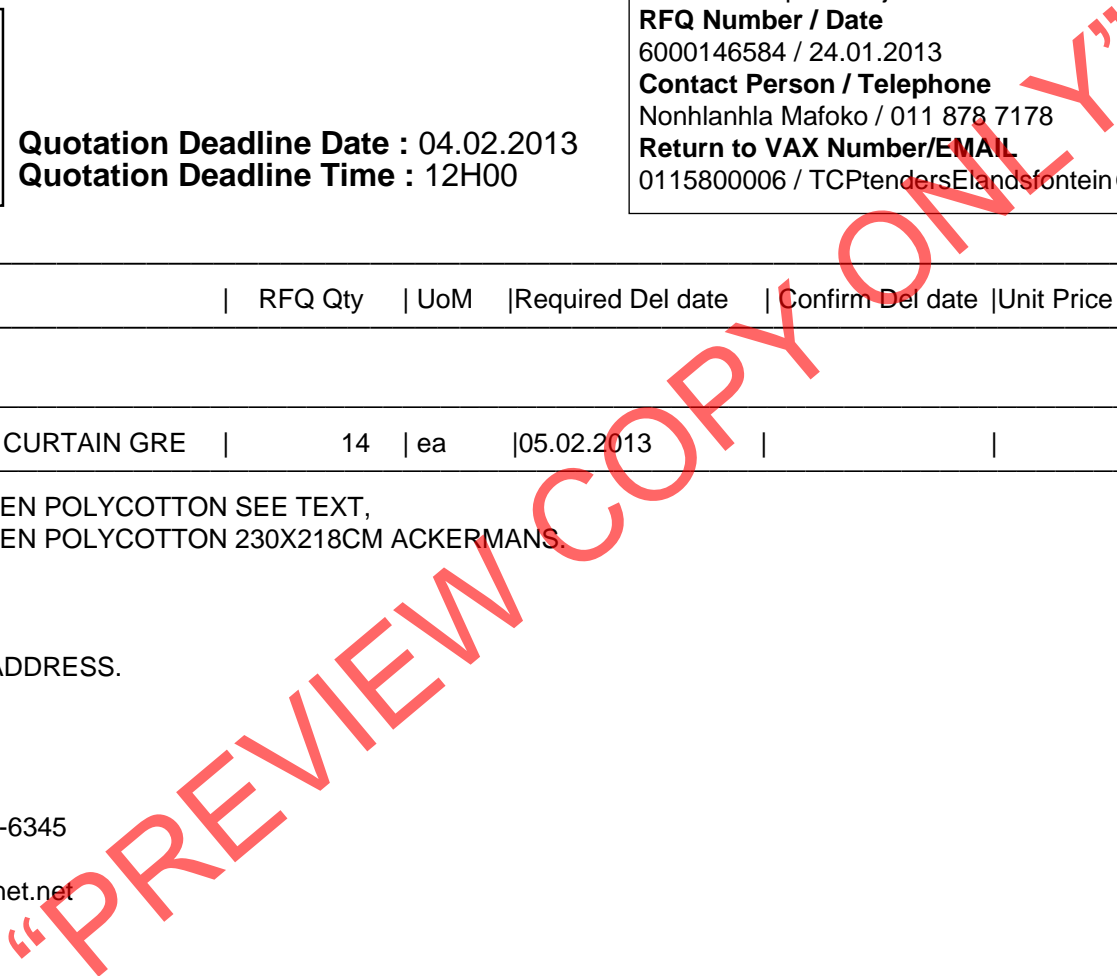 RFQ Number / Date
6000146584 / 24.01.2013
Contact Person / Telephone
Nonhlanhla Mafoko / 011 878 7178
Return to VAX Number/EMAIL
0115800006 / TCPtendersElandsfontein
Quotation Deadline Date : 04.02.2013
Quotation Deadline Time : 12H00
| RFQ Qty | UoM |Required Del date | Confirm Del date |Unit Price
CURTAIN GRE | 14 | ea |05.02.2013 | |
EN POLYCOTTON SEE TEXT,
EN POLYCOTTON 230X218CM ACKERMANS.
ADDRESS.
-6345
net.net
“PREVIEW COPY ONLY”